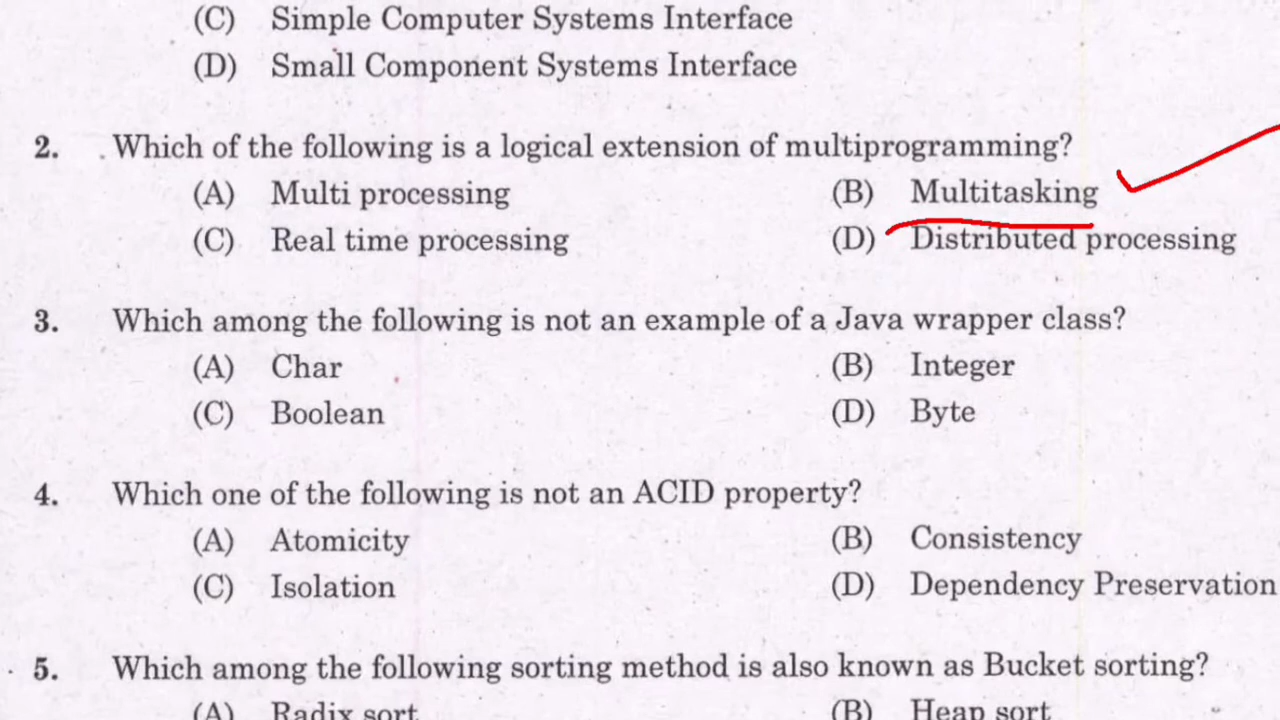 (C) Simple Computer Systems Interface
(D) Small Component Systems Interface
2. Which of the following is a logical extension of multiprogramming?
(A) Multi processing (B) Multitasking
(C) Real time processing (D) Distributed processing
3. Which among the following is not an example of a Java wrapper class?
(A) Char (B) Integer
(C) Boolean (D) Byte
4. Which one of the following is not an ACID property?
(A) Atomicity (B) Consistency
(C) Isolation (D) Dependency Preservation
5. Which among the following sorting method is also known as Bucket sorting?
(A) Radix sort (B) Heap sort